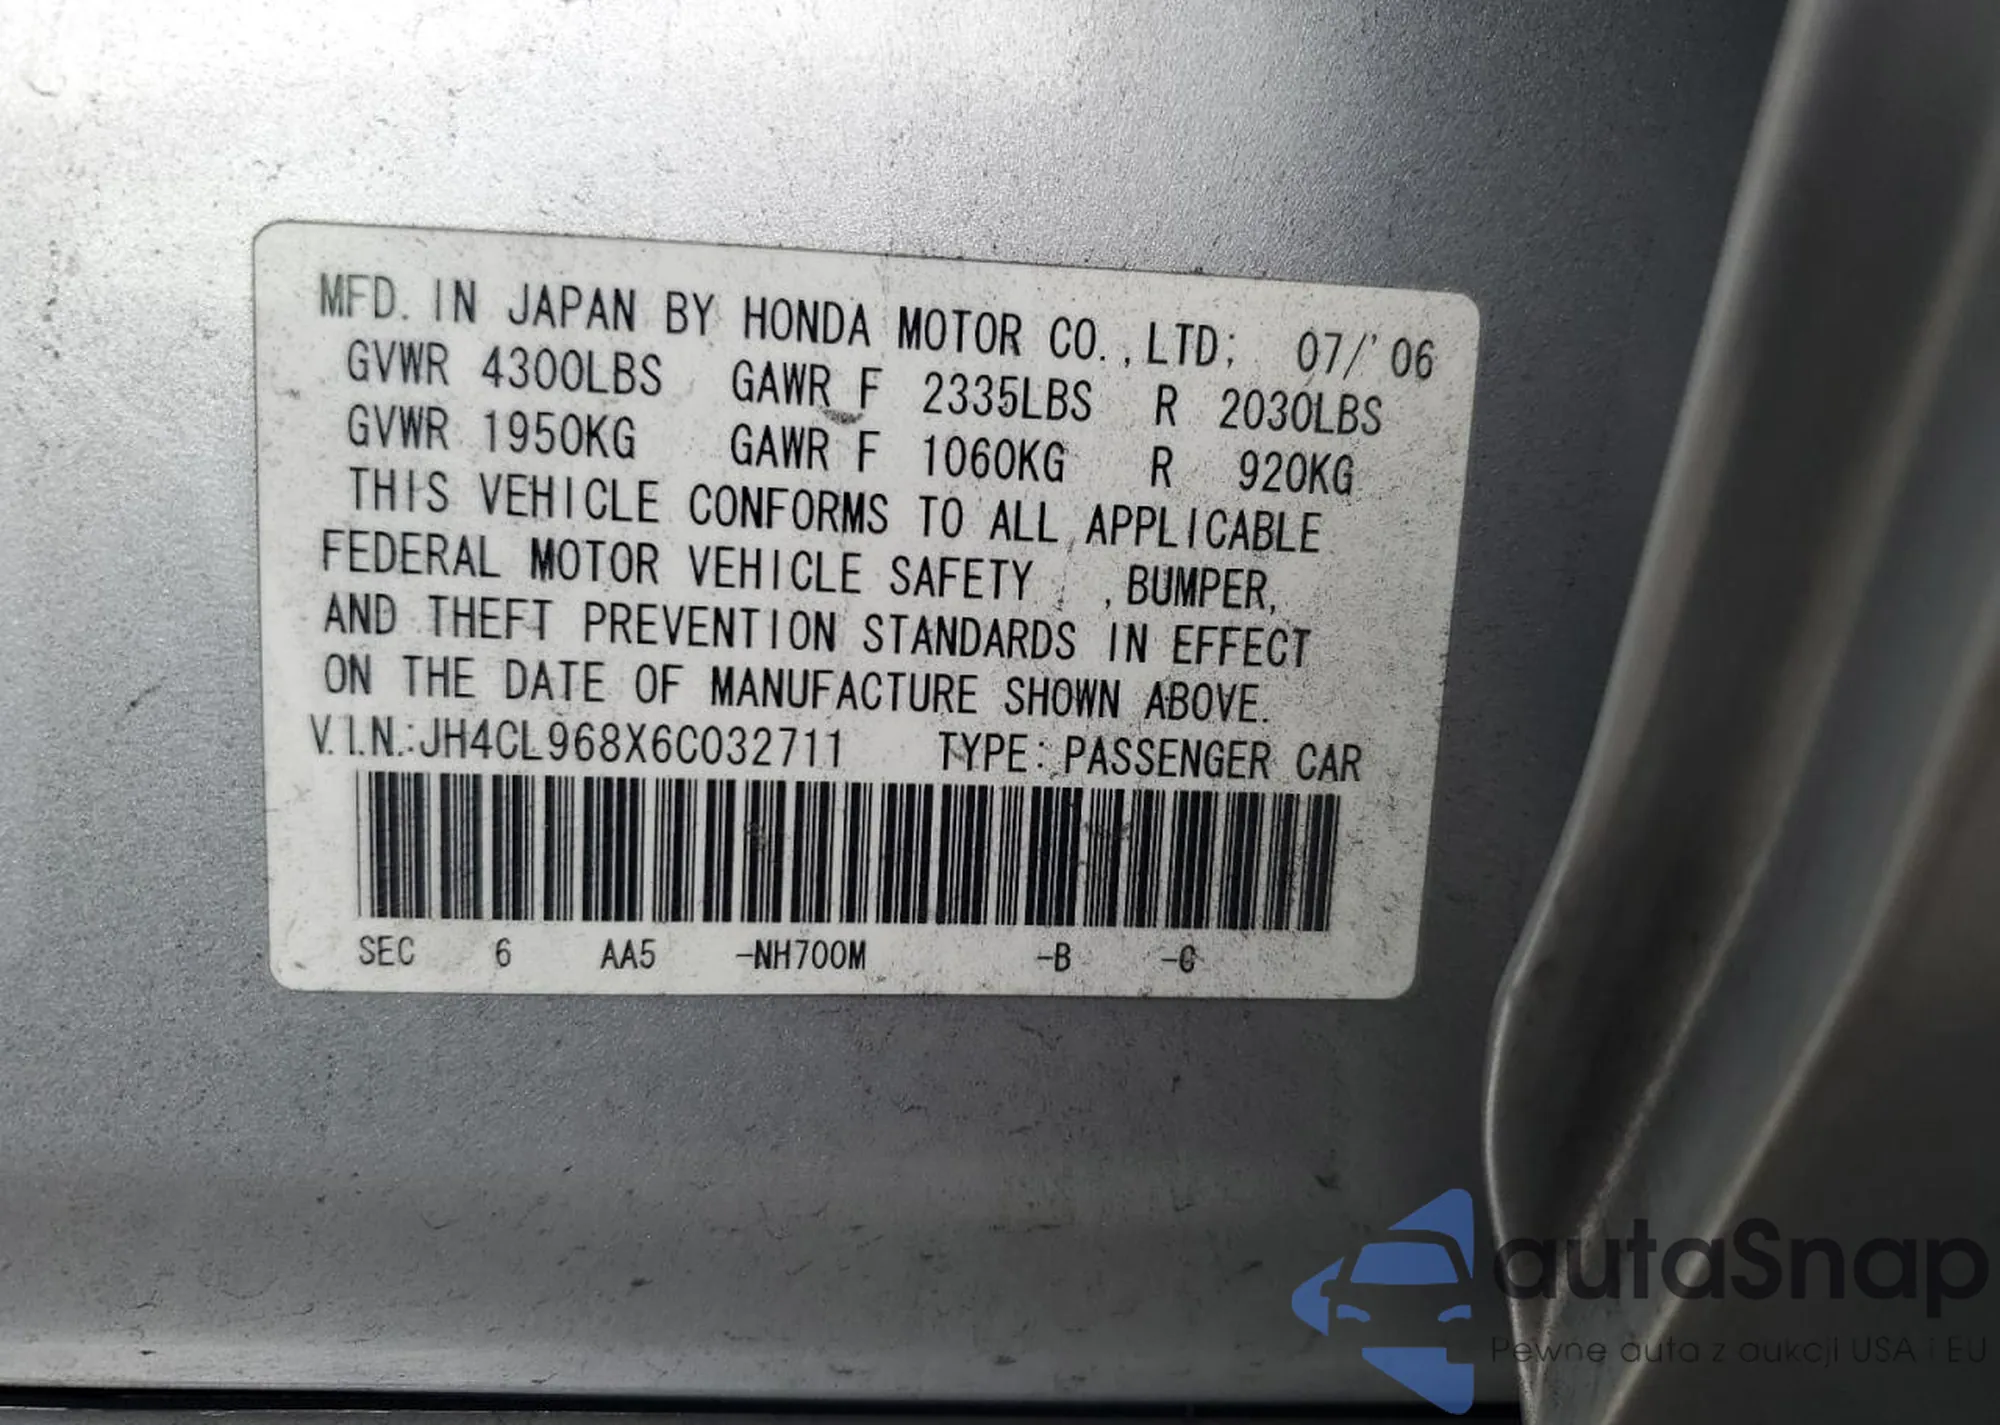 MFD. IN JAPAN BY HONDA MOTOR CO.,LTD; 07/'06
GVWR 4300LBS GAWR F 2335LBS R 2030LBS
GVWR 1950KG GAWR F 1060KG R 920KG
THIS VEHICLE CONFORMS TO ALL APPLICABLE
FEDERAL MOTOR VEHICLE SAFETY , BUMPER,
AND THEFT PREVENTION STANDARDS IN EFFECT
ON THE DATE OF MANUFACTURE SHOWN ABOVE.
V.I.N.:JH4CL968X6C032711 TYPE: PASSENGER CAR
SEC 6 AA5 -NH700M -B -C
autaSnap
Pewne auta z aukcji USA i EU